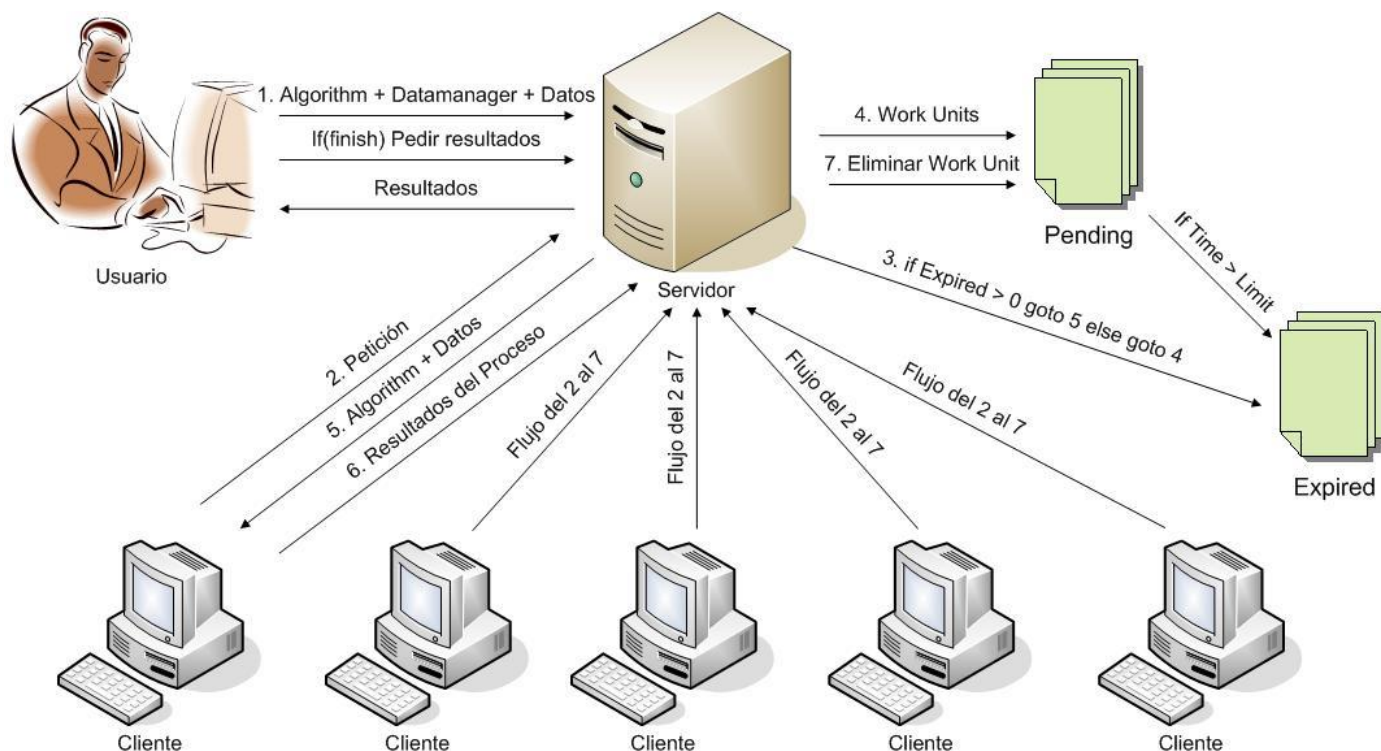 1. Algorithm + Datamanager + Datos
If(finish) Pedir resultados
Resultados
Usuario
Servidor
4. Work Units
7. Eliminar Work Unit
Pending
If Time > Limit
3. if Expired > 0 goto 5 else goto 4
Expired
2. Petición
5. Algorithm + Datos
6. Resultados del Proceso
Flujo del 2 al 7
Flujo del 2 al 7
Flujo del 2 al 7
Flujo del 2 al 7
Cliente
Cliente
Cliente
Cliente
Cliente